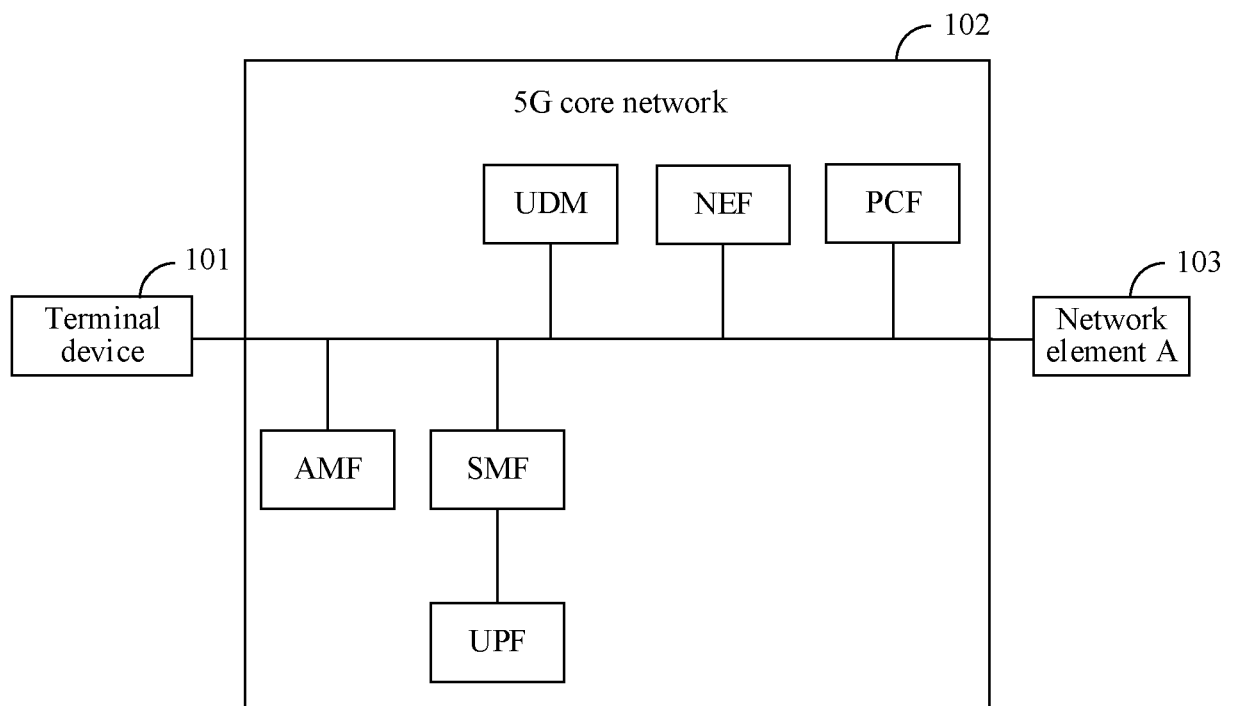 102
5G core network
UDM
NEF
PCF
101
103
Terminal
device
Network
element A
AMF
SMF
UPF